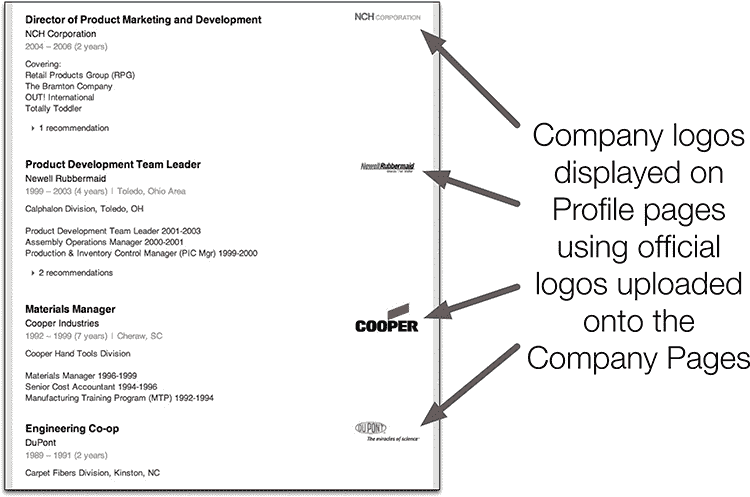 Director of Product Marketing and Development
NCH CORPORATION
NCH Corporation
2004 – 2006 (2 years)
Covering:
Retail Products Group (RPG)
The Bramton Company
OUT! International
Totally Toddler
1 recommendation
Product Development Team Leader
NewellRubbermaid
Newell Rubbermaid
1999 – 2003 (4 years) | Toledo, Ohio Area
Calphalon Division, Toledo, OH
Product Development Team Leader 2001-2003
Assembly Operations Manager 2000-2001
Production & Inventory Control Manager (PIC Mgr) 1999-2000
2 recommendations
Materials Manager
Cooper Industries
COOPER
1992 – 1999 (7 years) | Cheraw, SC
Cooper Hand Tools Division
Materials Manager 1996-1999
Senior Cost Accountant 1994-1996
Manufacturing Training Program (MTP) 1992-1994
Engineering Co-op
DU PONT
DuPont
The miracles of science
1989 – 1991 (2 years)
Carpet Fibers Division, Kinston, NC
Company logos
displayed on
Profile pages
using official
logos uploaded
onto the
Company Pages